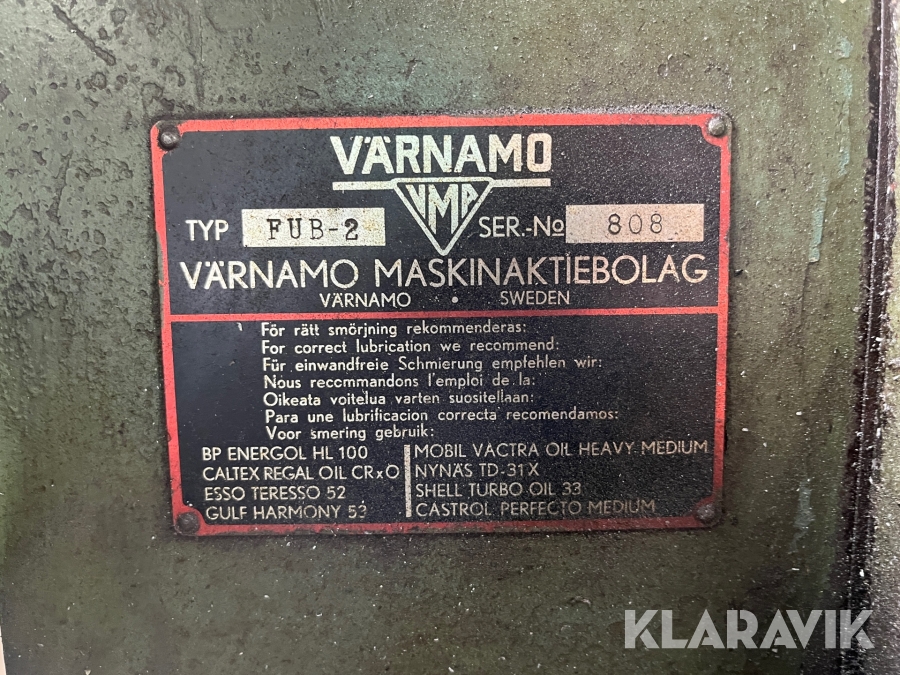 VÄRNAMO
VMA
TYP FUB-2 SER.-No 808
VÄRNAMO MASKINAKTIEBOLAG
VÄRNAMO • SWEDEN
För rätt smörjning rekommenderas:
For correct lubrication we recommend:
Für einwandfreie Schmierung empfehlen wir:
Nous recommandons l'emploi de la:
Oikeata voitelua varten suositellaan:
Para une lubrificacion correcta recomendamos:
Voor smering gebruik:
BP ENERGOL HL 100
CALTEX REGAL OIL CRxO
ESSO TERESSO 52
GULF HARMONY 53
MOBIL VACTRA OIL HEAVY MEDIUM
NYNÄS TD-31X
SHELL TURBO OIL 33
CASTROL PERFECTO MEDIUM
KLARAVIK